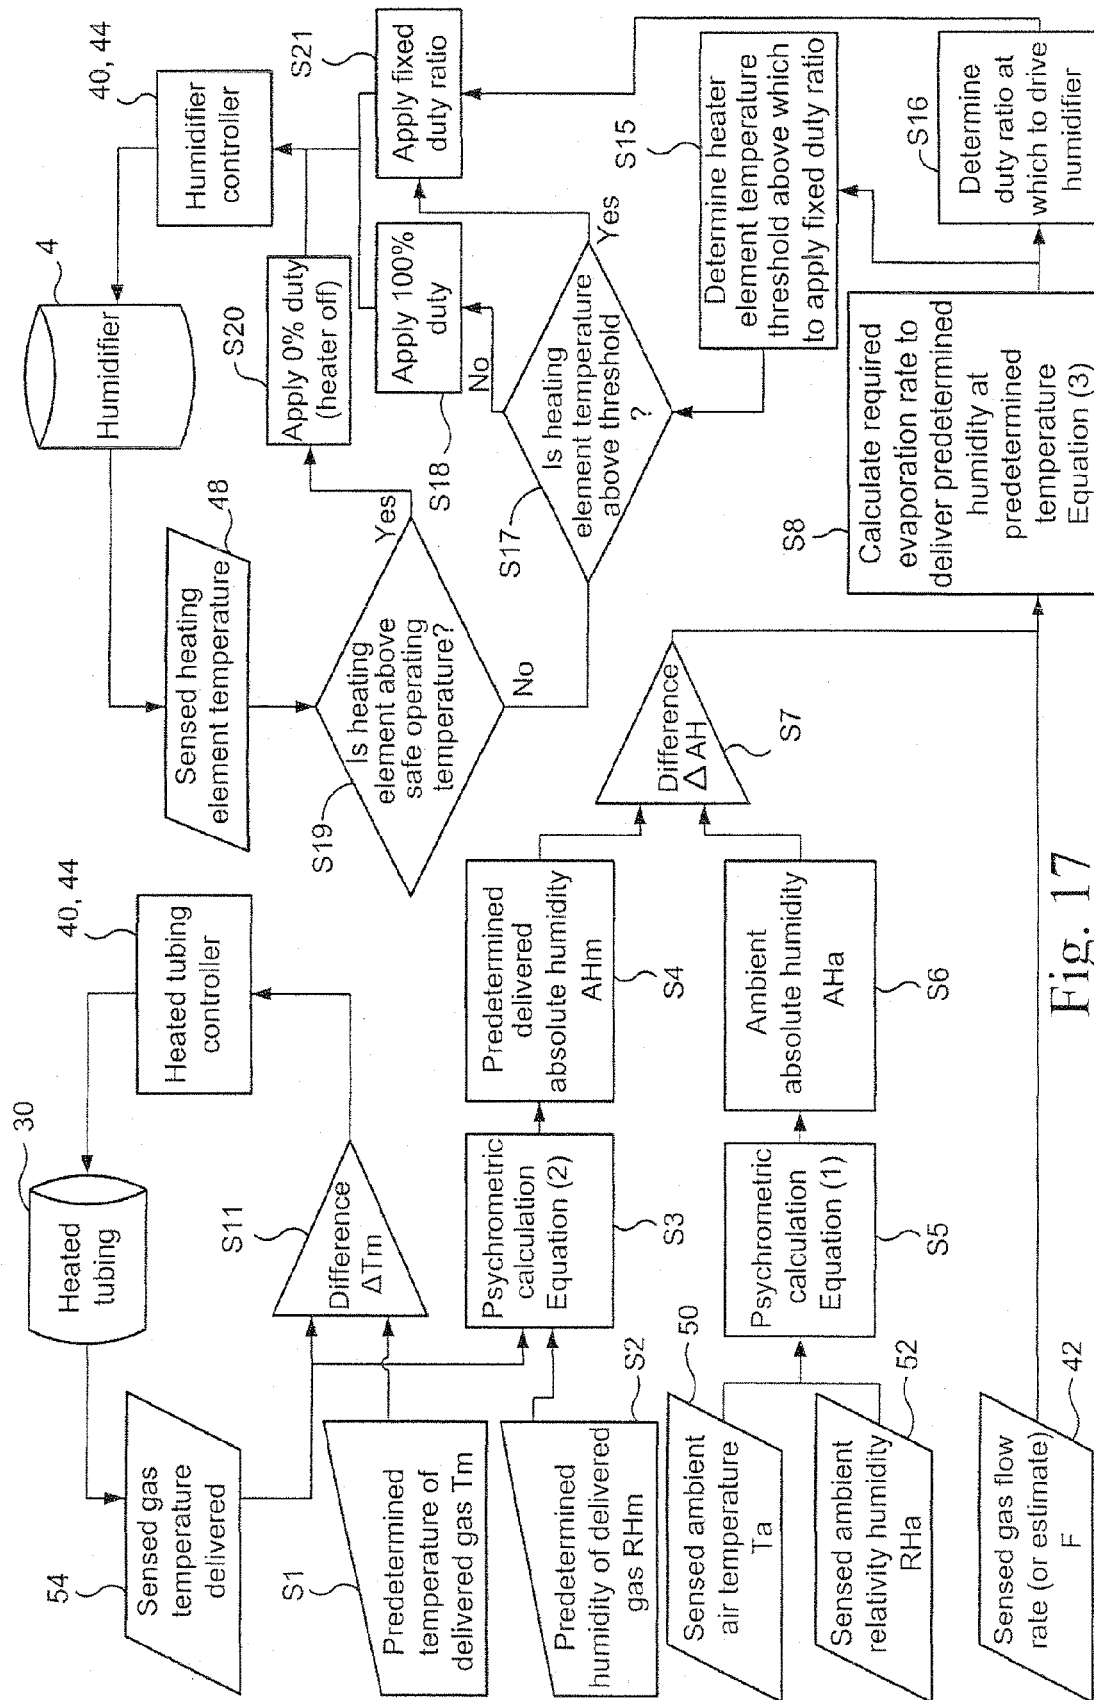 54
Sensed gas
temperature
delivered
30
Heated
tubing
40, 44
Heated tubing
controller
S11
Difference
ΔTm
S1
Predetermined
temperature of
delivered gas Tm
Predetermined
humidity of delivered
gas RHm
S2
Psychrometric
calculation
Equation (2)
S3
Predetermined
delivered
absolute humidity
AHm
S4
50
Sensed ambient
air temperature
Ta
52
Sensed ambient
relativity humidity
RHa
Psychrometric
calculation
Equation (1)
S5
Ambient
absolute humidity
AHa
S6
Difference
Δ AH
S7
Sensed gas flow
rate (or estimate)
F
42
48
Sensed heating
element temperature
4
Humidifier
40, 44
Humidifier
controller
S19
Is heating
element above
safe operating
temperature?
Yes
No
S20
Apply 0% duty
(heater off)
S18
Apply 100%
duty
S21
Apply fixed
duty ratio
S17
Is heating
element temperature
above threshold
?
No
Yes
S15
Determine heater
element temperature
threshold above which
to apply fixed duty ratio
S8
Calculate required
evaporation rate to
deliver predetermined
humidity at
predetermined
temperature
Equation (3)
S16
Determine
duty ratio at
which to drive
humidifier
Fig. 17